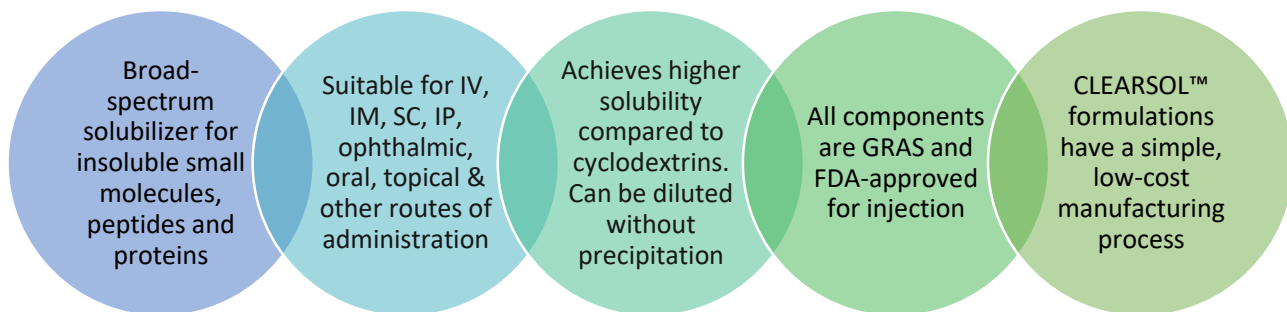 Broad-
spectrum
solubilizer for
insoluble small
molecules,
peptides and
proteins
Suitable for IV,
IM, SC, IP,
ophthalmic,
oral, topical &
other routes of
administration
Achieves higher
solubility
compared to
cyclodextrins.
Can be diluted
without
precipitation
All components
are GRAS and
FDA-approved
for injection
CLEARSOL™
formulations
have a simple,
low-cost
manufacturing
process